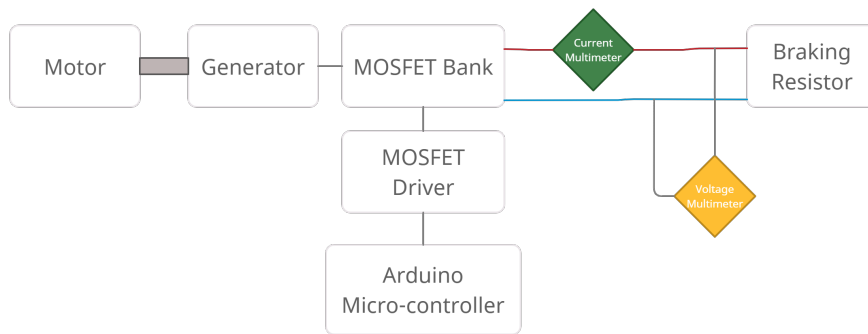 Motor
Generator
MOSFET Bank
Current
Multimeter
Braking
Resistor
MOSFET
Driver
Voltage
Multimeter
Arduino
Micro-controller